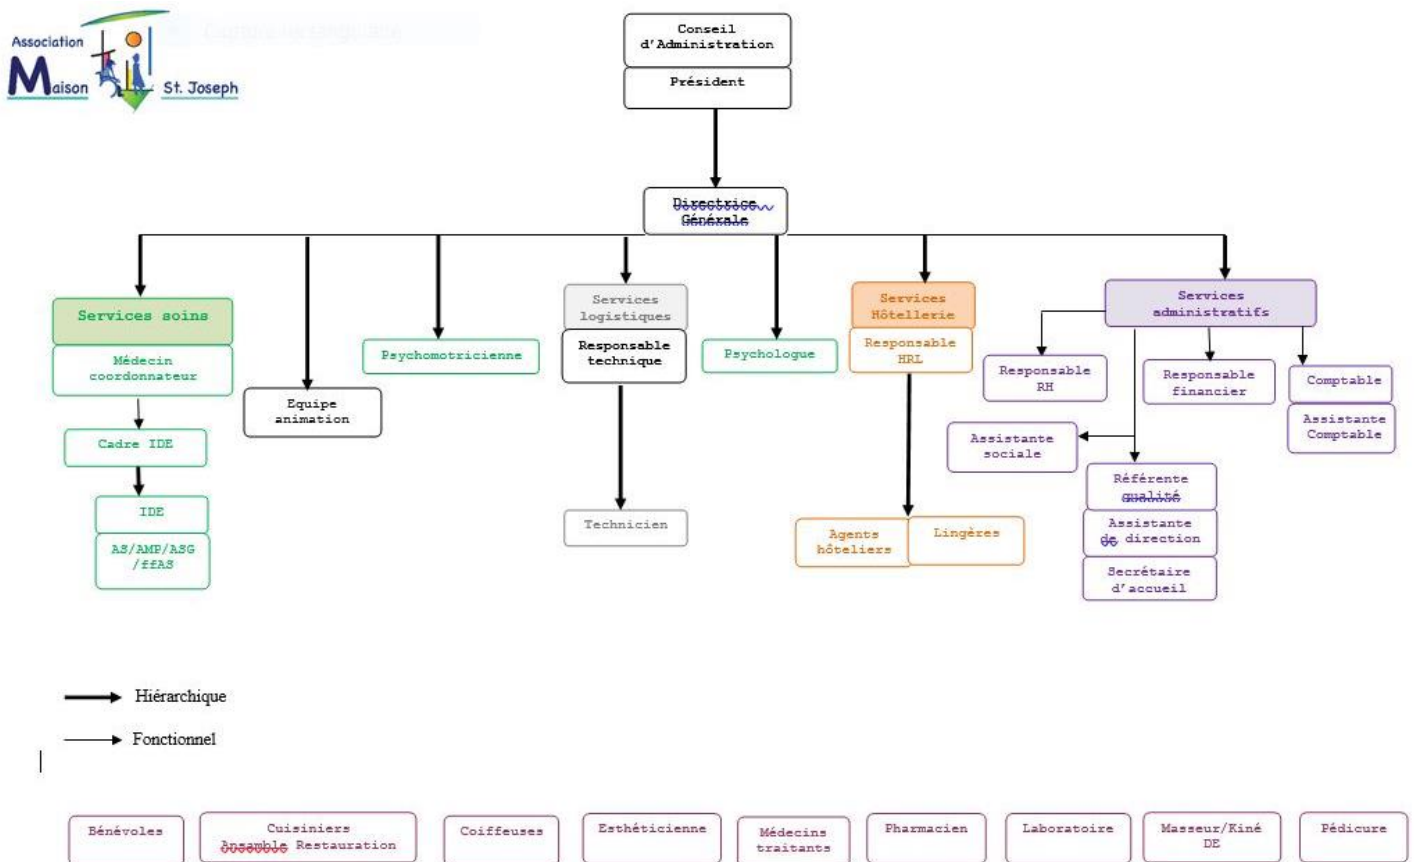 Association
Maison
St. Joseph
Conseil
d'Administration
Président
Directrice
Générale
Services soins
Médecin
coordonnateur
Cadre IDE
IDE
AS/AMP/ASG
/ffAS
Equipe
animation
Psychomotricienne
Services
logistiques
Responsable
technique
Technicien
Psychologue
Services
Hôtellerie
Responsable
HRL
Agents
hôteliers
Lingères
Services
administratifs
Responsable
RH
Responsable
financier
Comptable
Assistante
Comptable
Assistante
sociale
Référente
qualité
Assistante
de direction
Secrétaire
d'accueil
Hiérarchique
Fonctionnel
Bénévoles
Cuisiniers
Ansamble Restauration
Coiffeuses
Esthéticienne
Médecins
traitants
Pharmacien
Laboratoire
Masseur/Kiné
DE
Pédicure